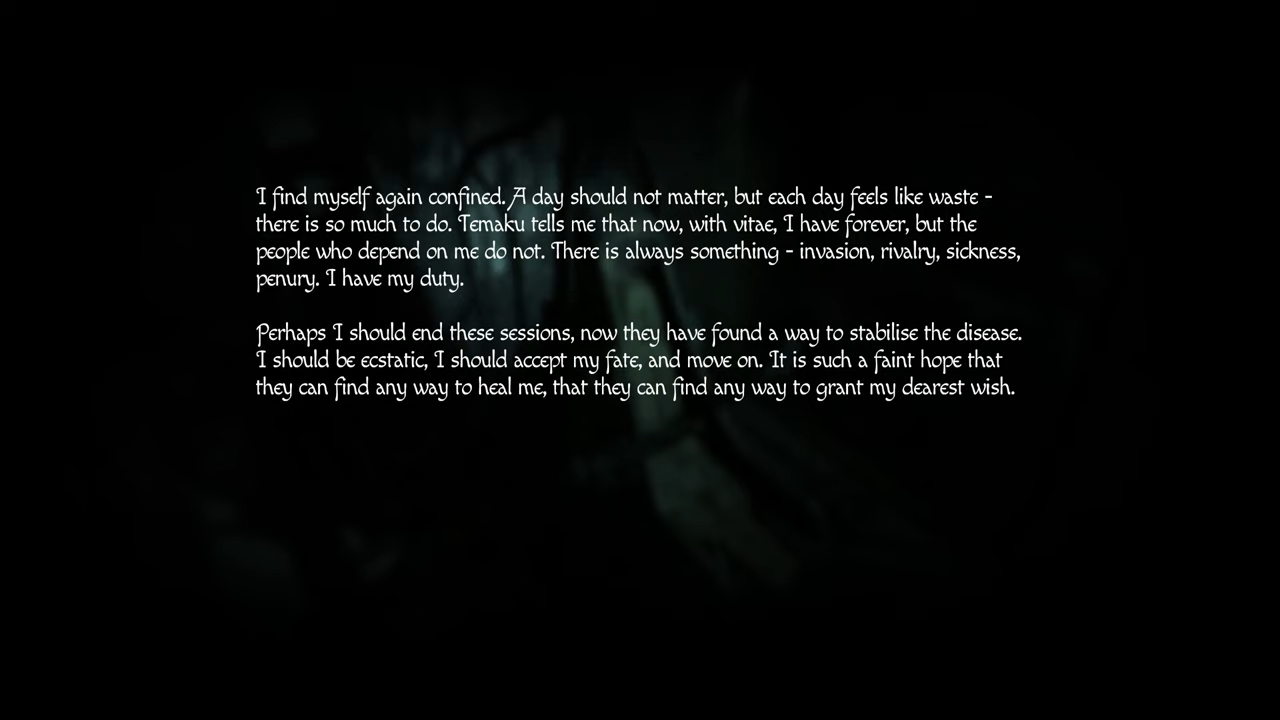 I find myself again confined. A day should not matter, but each day feels like waste -
there is so much to do. Temaku tells me that now, with vitae, I have forever, but the
people who depend on me do not. There is always something - invasion, rivalry, sickness,
penury. I have my duty.
Perhaps I should end these sessions, now they have found a way to stabilise the disease.
I should be ecstatic, I should accept my fate, and move on. It is such a faint hope that
they can find any way to heal me, that they can find any way to grant my dearest wish.